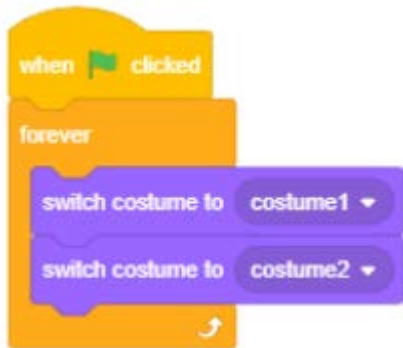 when clicked
forever
switch costume to costume1
switch costume to costume2